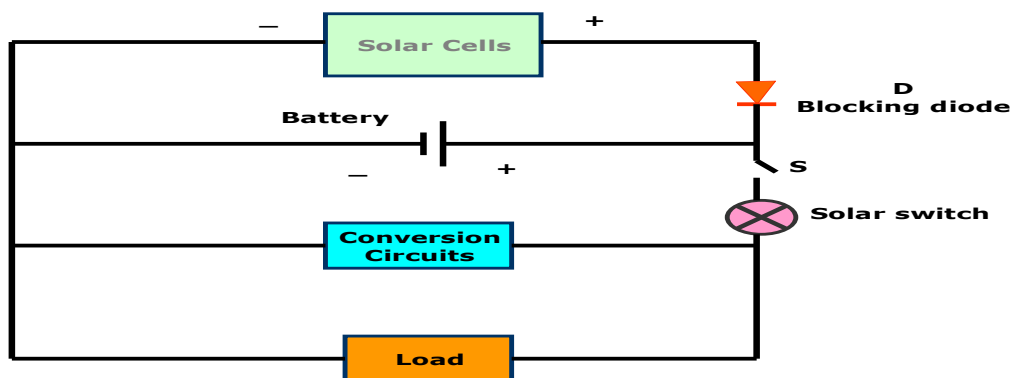 – +
Solar Cells
D
Blocking diode
Battery
– +
S
Solar switch
Conversion
Circuits
Load